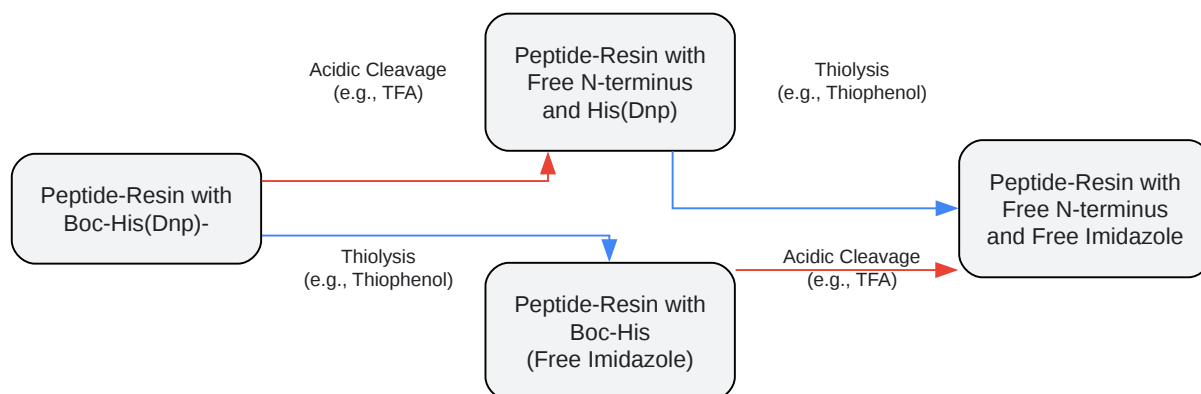 Peptide-Resin with
Boc-His(Dnp)-
Acidic Cleavage
(e.g., TFA)
Peptide-Resin with
Free N-terminus
and His(Dnp)
Thiolysis
(e.g., Thiophenol)
Thiolysis
(e.g., Thiophenol)
Peptide-Resin with
Boc-His
(Free Imidazole)
Acidic Cleavage
(e.g., TFA)
Peptide-Resin with
Free N-terminus
and Free Imidazole